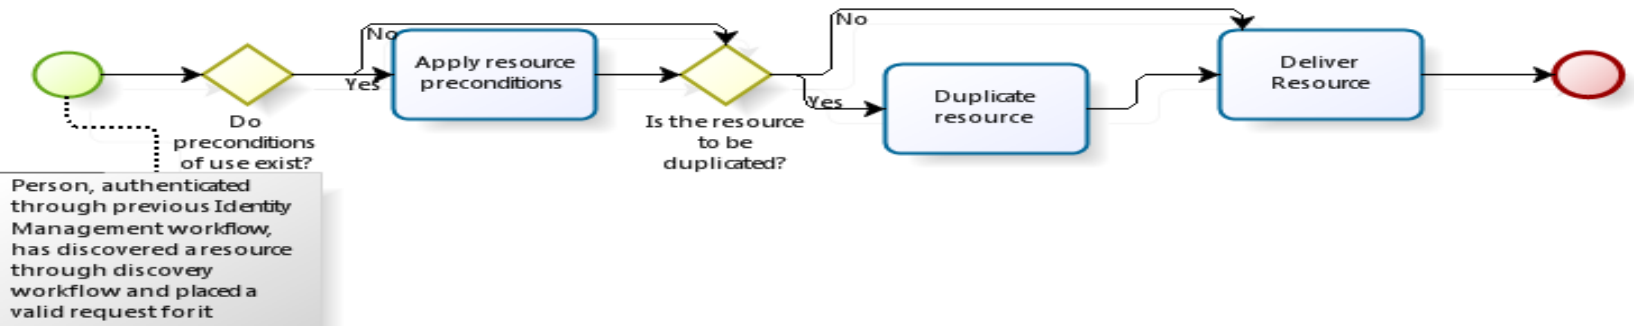 No
No
Apply resource
preconditions
Yes
Deliver
Resource
Duplicate
resource
Yes
Do
preconditions
of use exist?
Is the resource
to be
duplicated?
Person, authenticated
through previous Identity
Management workflow,
has discovered a resource
through discovery
workflow and placed a
valid request for it